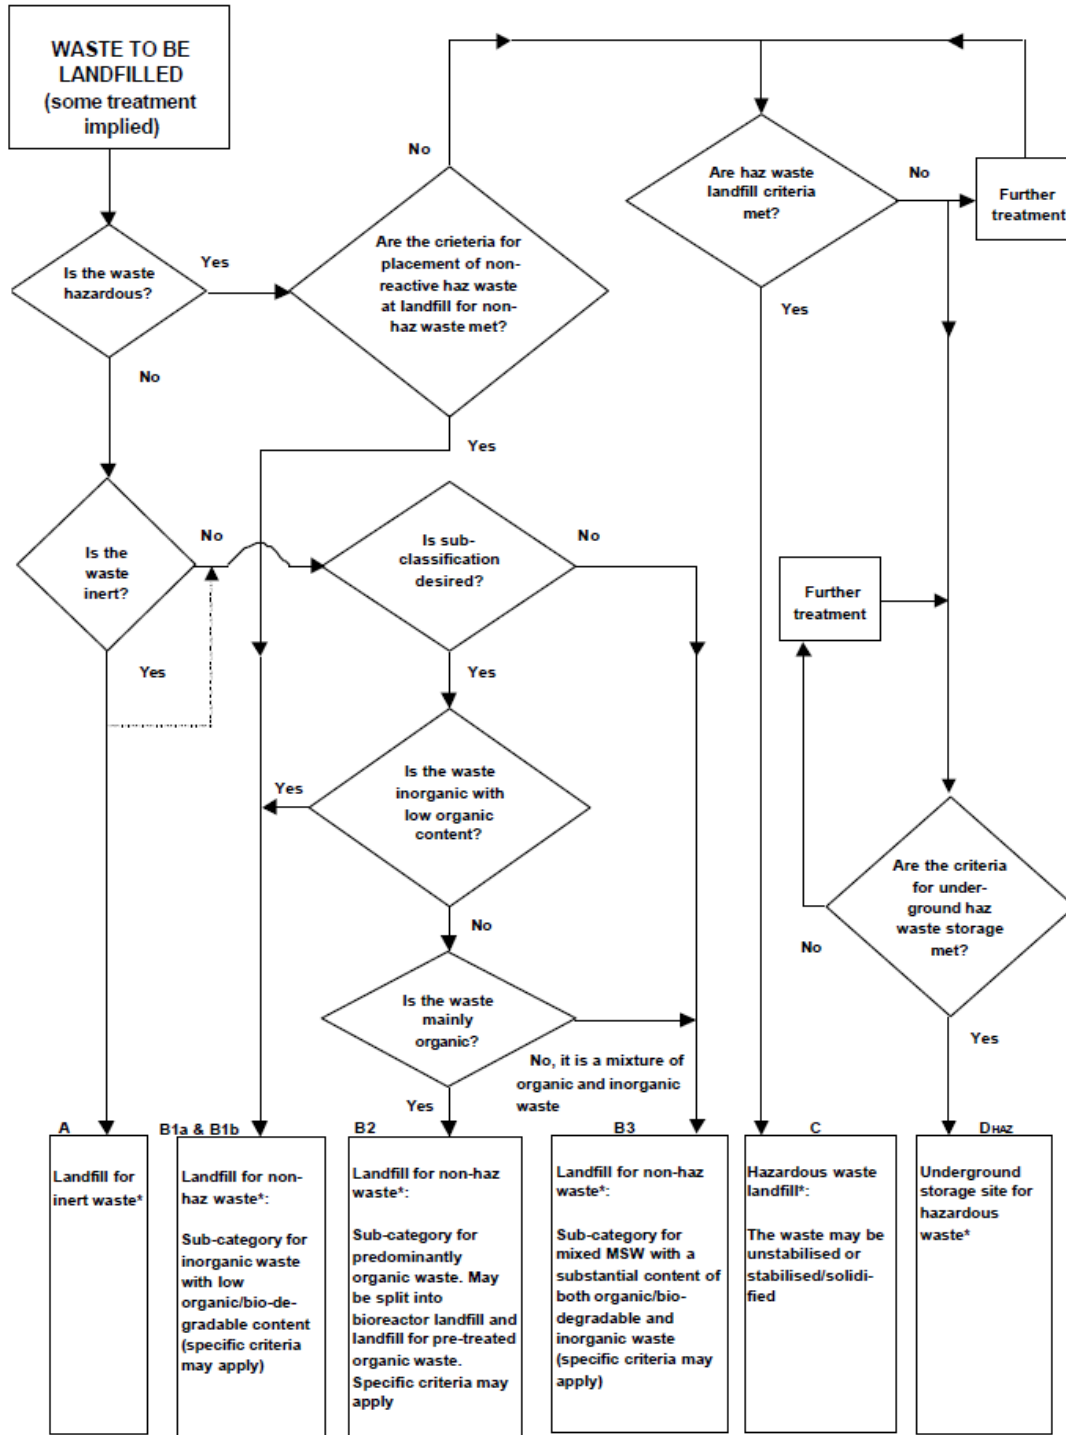 WASTE TO BE
LANDFILLED
(some treatment
implied)
No
Are haz waste
landfill criteria
met?
No
Further
treatment
Is the waste
hazardous?
Yes
Are the crieteria for
placement of non-
reactive haz waste
at landfill for non-
haz waste met?
Yes
No
Yes
Is the
waste
inert?
No
Is sub-
classification
desired?
No
Further
treatment
Yes
Yes
Is the waste
inorganic with
low organic
content?
Yes
No
Are the criteria
for under-
ground haz
waste storage
met?
No
Is the waste
mainly
organic?
No, it is a mixture of
organic and inorganic
waste
Yes
Yes
A
Landfill for
inert waste*
B1a & B1b
Landfill for non-
haz waste*:
Sub-category for
inorganic waste
with low
organic/bio-de-
gradable content
(specific criteria
may apply)
B2
Landfill for non-haz
waste*:
Sub-category for
predominantly
organic waste. May
be split into
bioreactor landfill and
landfill for pre-treated
organic waste.
Specific criteria may
apply
B3
Landfill for non-haz
waste*:
Sub-category for
mixed MSW with a
substantial content of
both organic/bio-
degradable and
inorganic waste
(specific criteria may
apply)
C
Hazardous waste
landfill*:
The waste may be
unstabilised or
stabilised/solidi-
fied
DHAZ
Underground
storage site for
hazardous
waste*